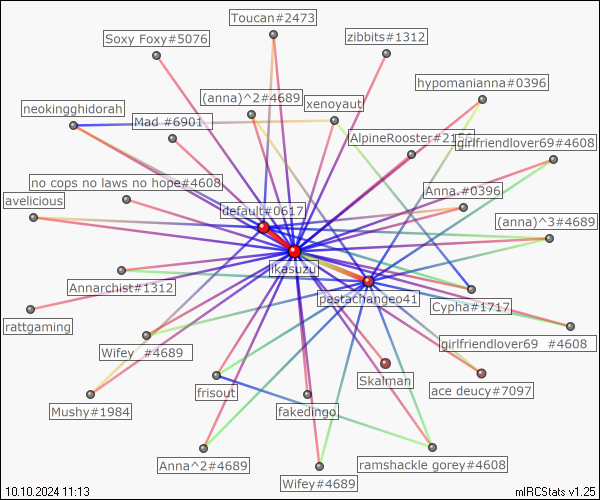 Toucan#2473
Soxy Foxy#5076
zibbits#1312
hypomanianna#0396
(anna)^2#4689
xenoyaut
neokingghidorah
Mad #6901
AlpineRooster#2156
girlfriendlover69#4608
no cops no laws no hope#4608
Anna.#0396
avelicious
default#0617
(anna)^3#4689
ikasuzu
Annarchist#1312
pastachangeo41
Cypha#1717
rattgaming
girlfriendlover69 #4608
Wifey #4689
Skalman
ace deucy#7097
frisout
Mushy#1984
fakedingo
Anna^2#4689
ramshackle gorey#4608
Wifey#4689
10.10.2024 11:13
mIRCStats v1.25